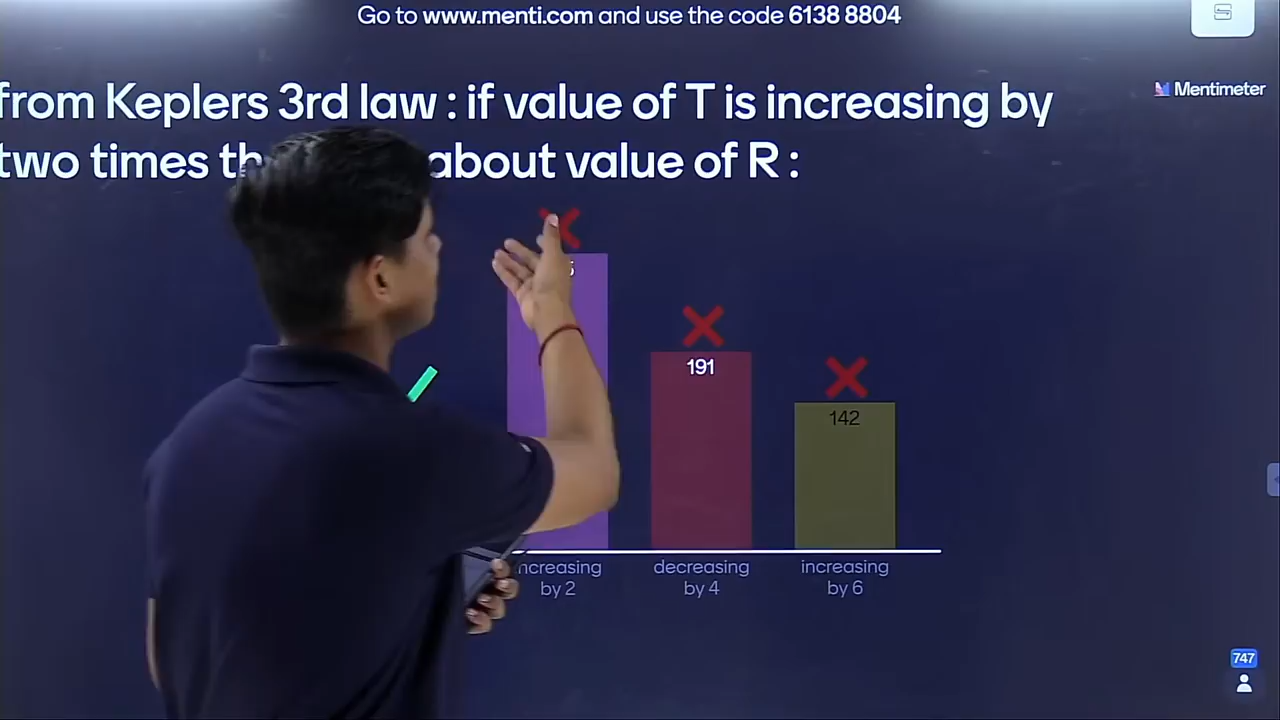 Go to www.menti.com and use the code 6138 8804
Mentimeter
from Keplers 3rd law : if value of T is increasing by
two times about value of R :
191
142
increasing
by 2
decreasing
by 4
increasing
by 6
747